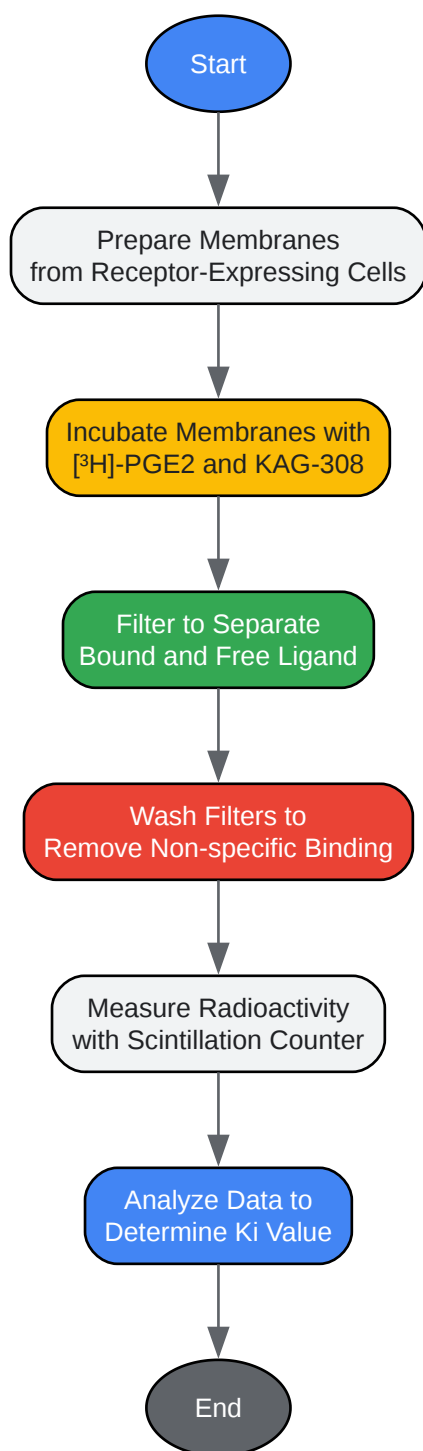 Start
Prepare Membranes
from Receptor-Expressing Cells
Incubate Membranes with
[³H]-PGE2 and KAG-308
Filter to Separate
Bound and Free Ligand
Wash Filters to
Remove Non-specific Binding
Measure Radioactivity
with Scintillation Counter
Analyze Data to
Determine Ki Value
End